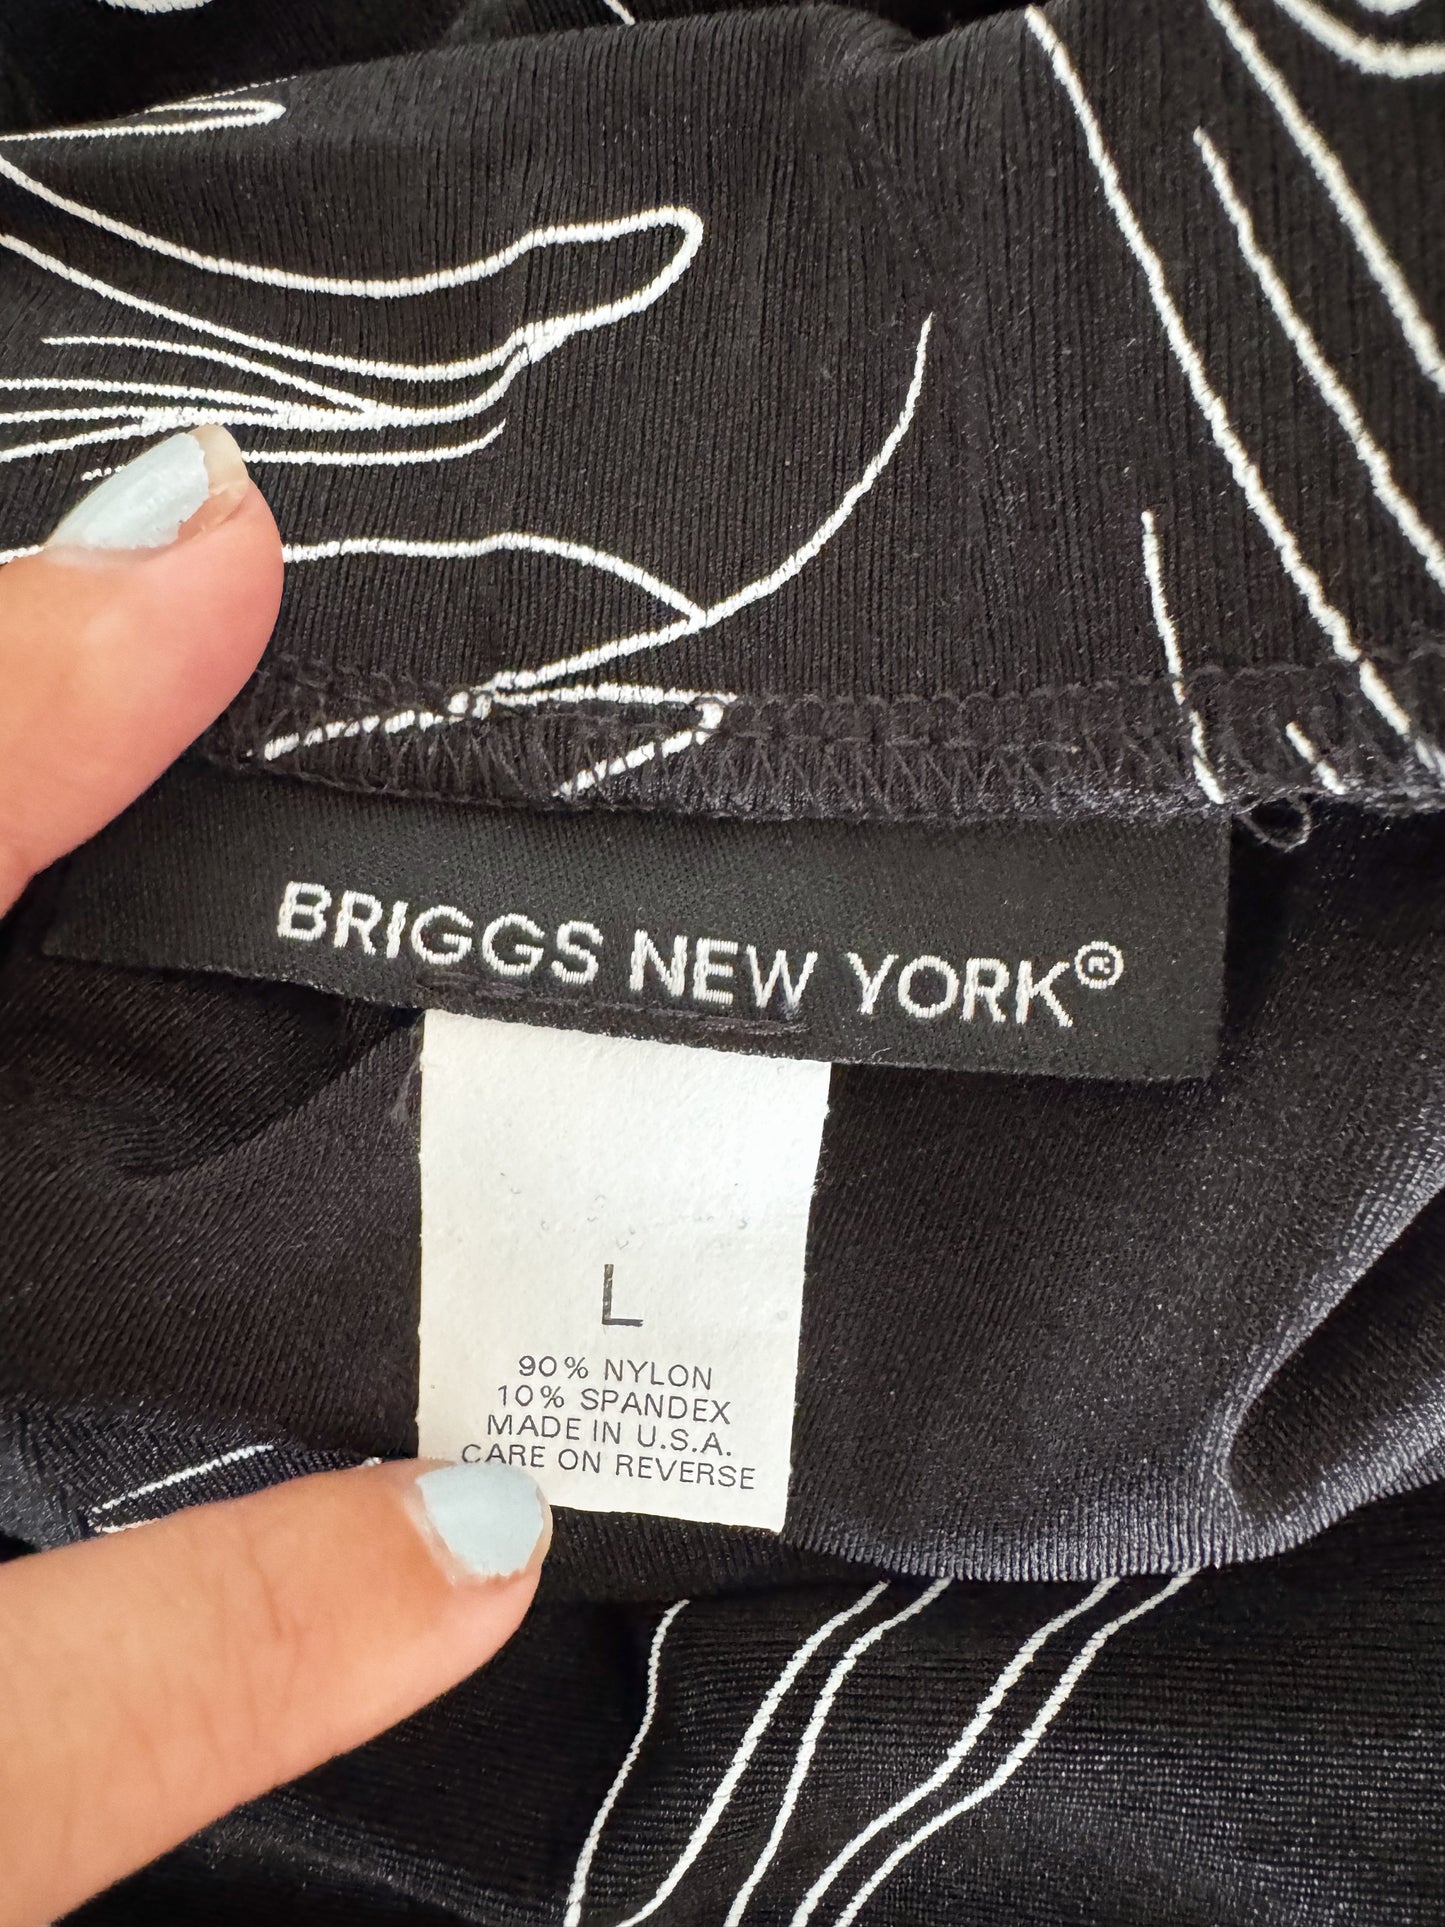 BRIGGS NEW YORK®
L
90% NYLON
10% SPANDEX
MADE IN U.S.A.
CARE ON REVERSE